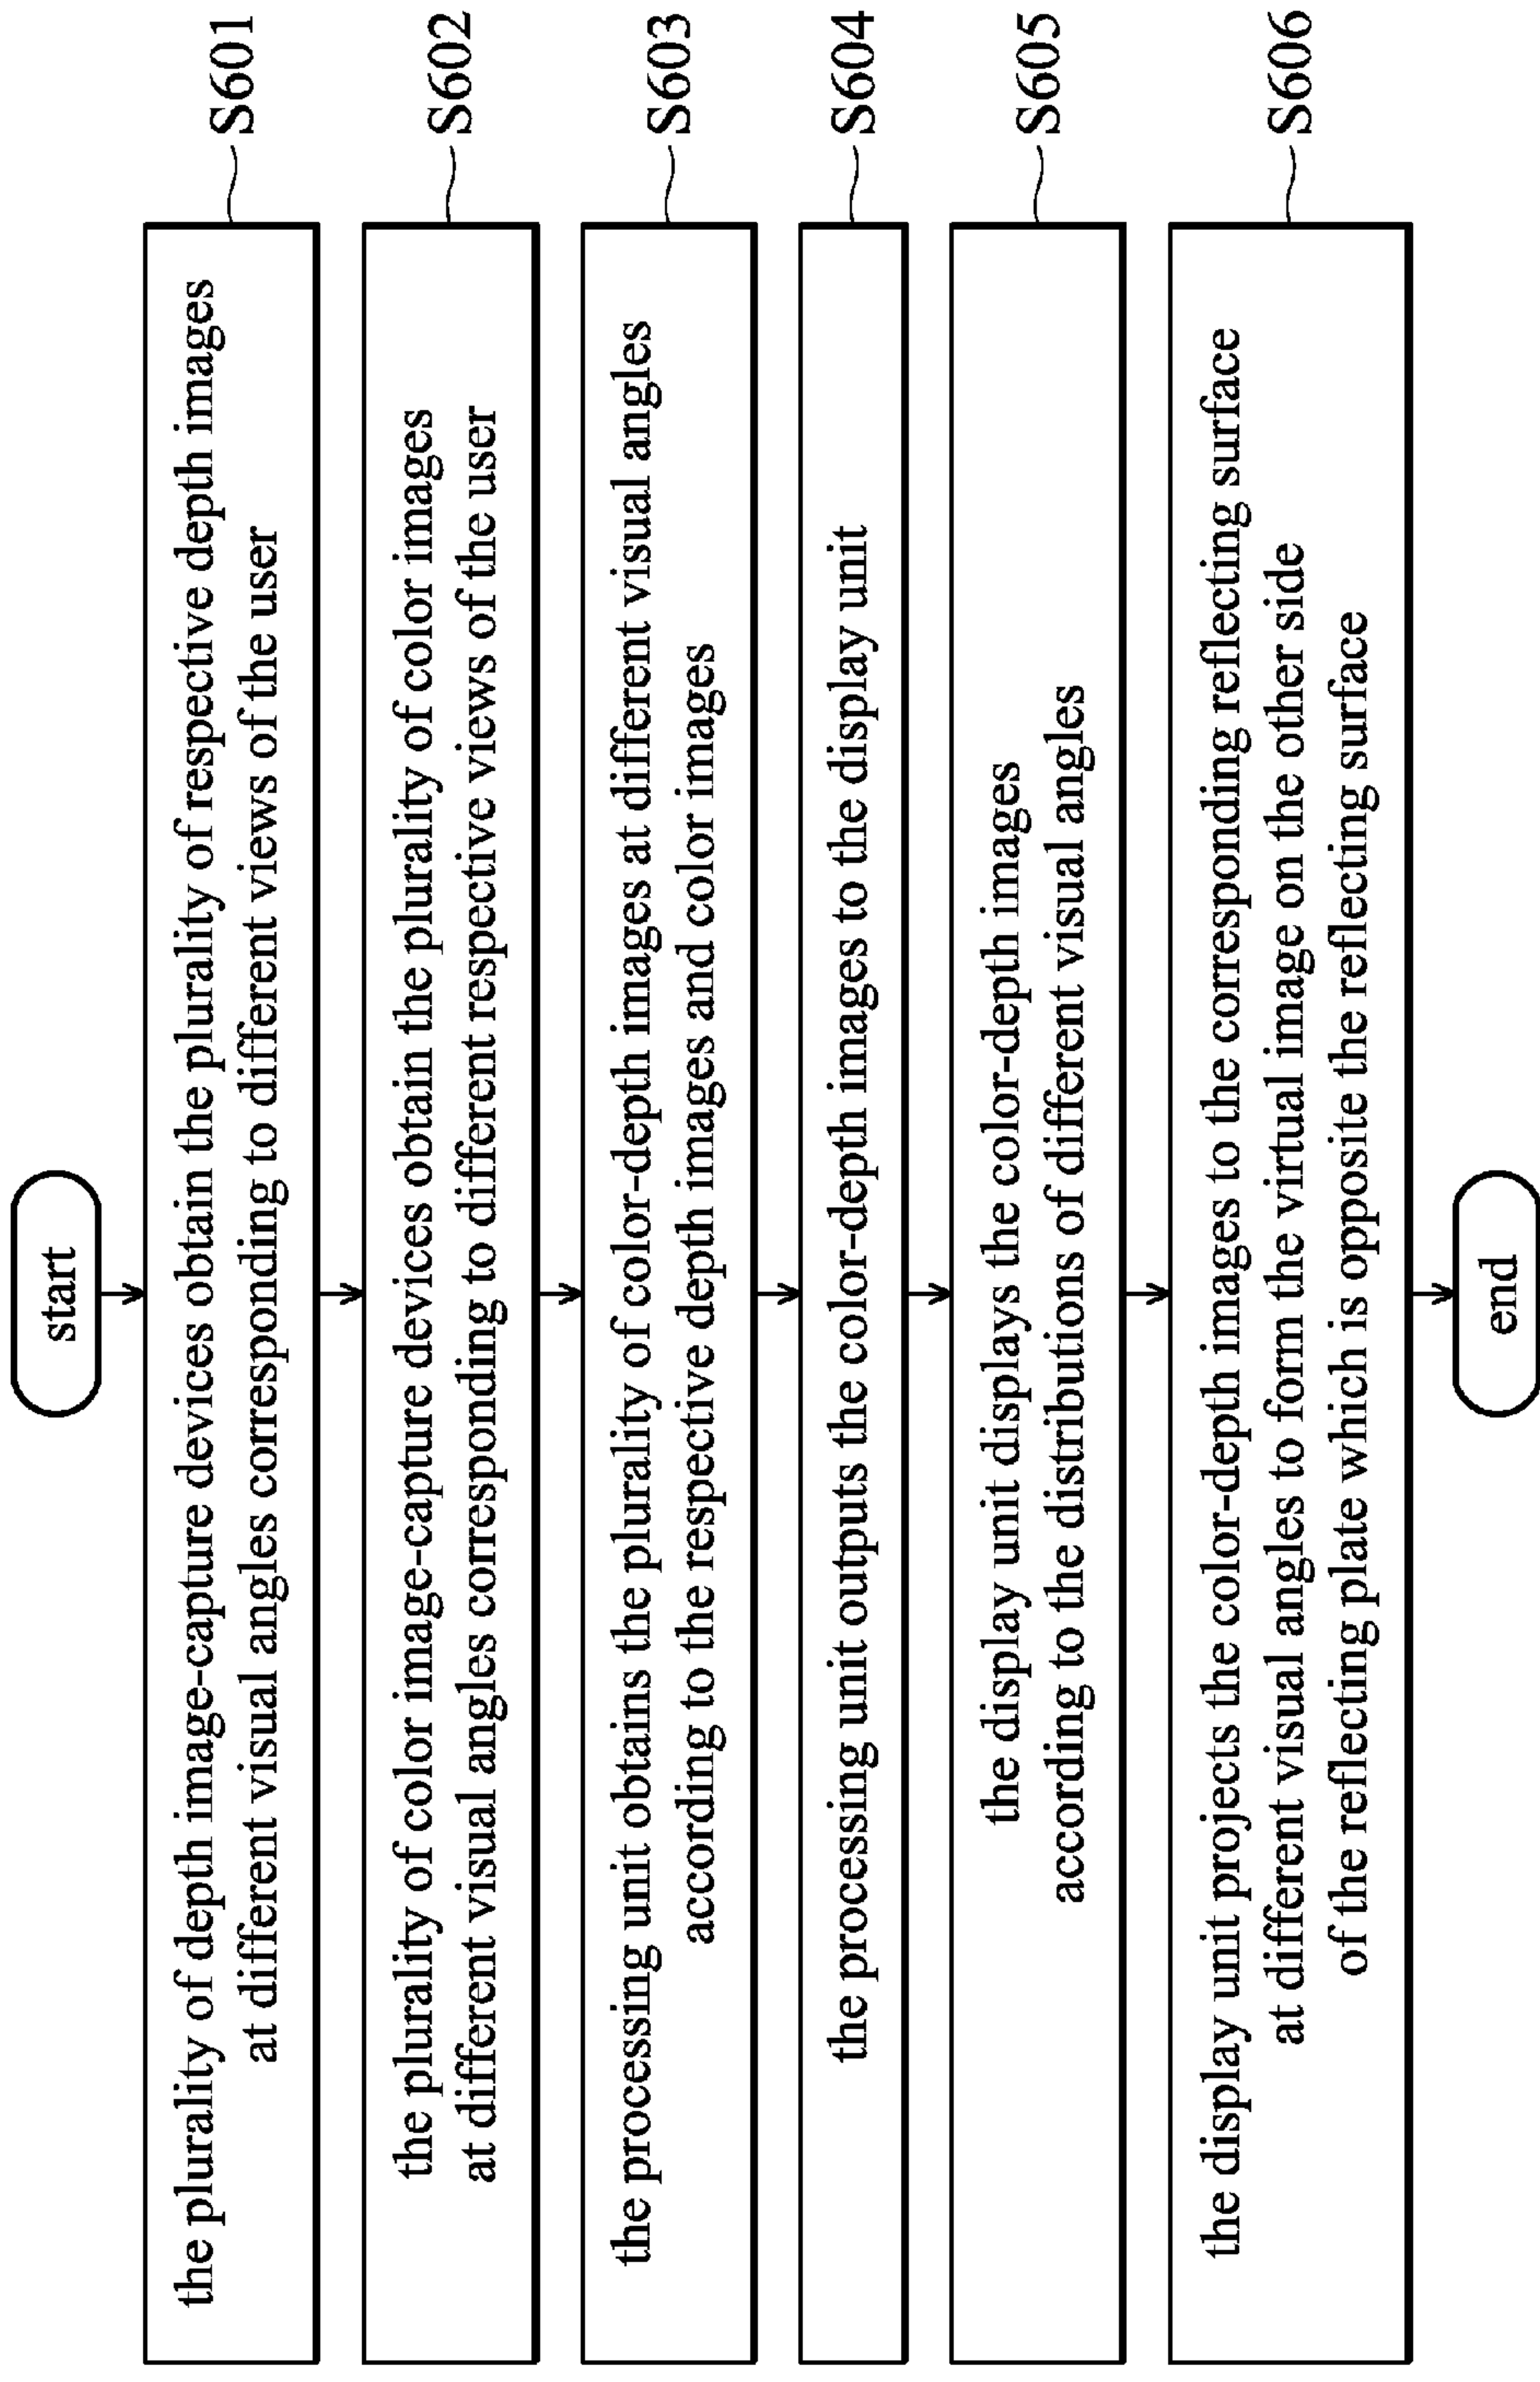 start
the plurality of depth image-capture devices obtain the plurality of respective depth images
at different visual angles corresponding to different views of the user
S601
the plurality of color image-capture devices obtain the plurality of color images
at different visual angles corresponding to different respective views of the user
S602
the processing unit obtains the plurality of color-depth images at different visual angles
according to the respective depth images and color images
S603
the processing unit outputs the color-depth images to the display unit
S604
the display unit displays the color-depth images
according to the distributions of different visual angles
S605
the display unit projects the color-depth images to the corresponding reflecting surface
at different visual angles to form the virtual image on the other side
of the reflecting plate which is opposite the reflecting surface
S606
end